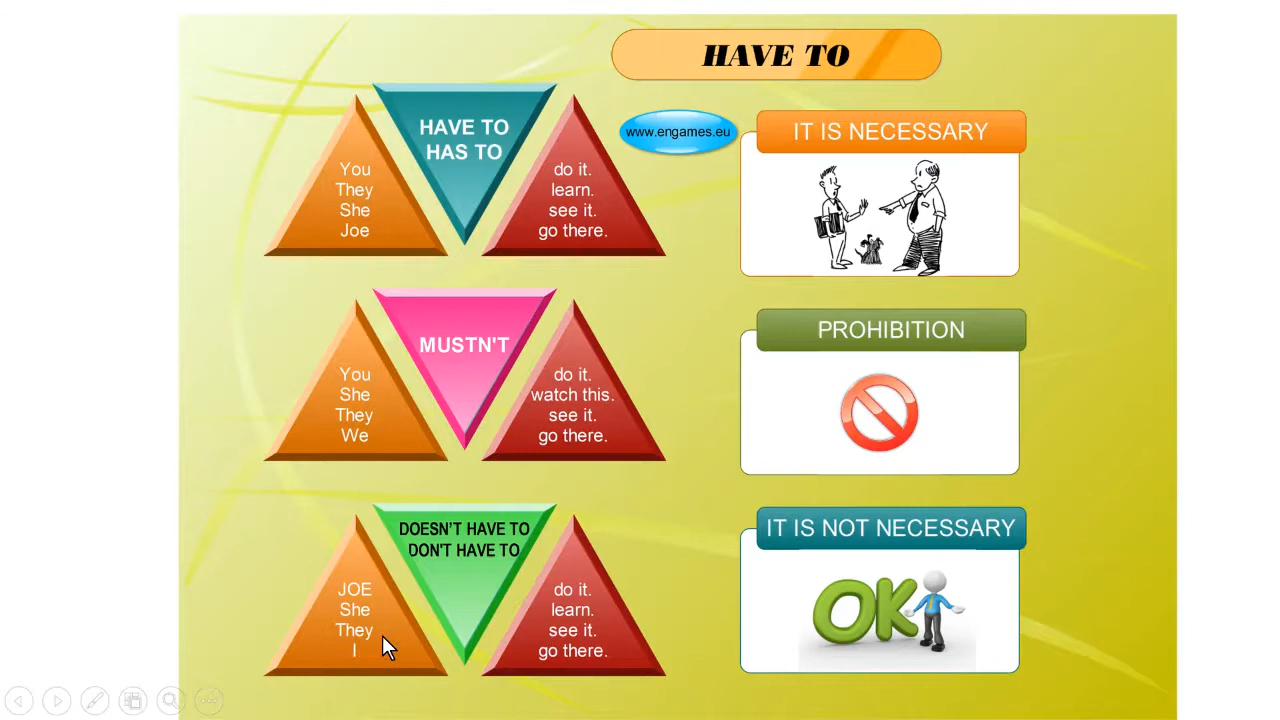 HAVE TO
www.engames.eu
HAVE TO
HAS TO
You
They
She
Joe
do it.
learn.
see it.
go there.
IT IS NECESSARY
MUSTN'T
You
She
They
We
do it.
watch this.
see it.
go there.
PROHIBITION
DOESN'T HAVE TO
DON'T HAVE TO
JOE
She
They
I
do it.
learn.
see it.
go there.
IT IS NOT NECESSARY
OK